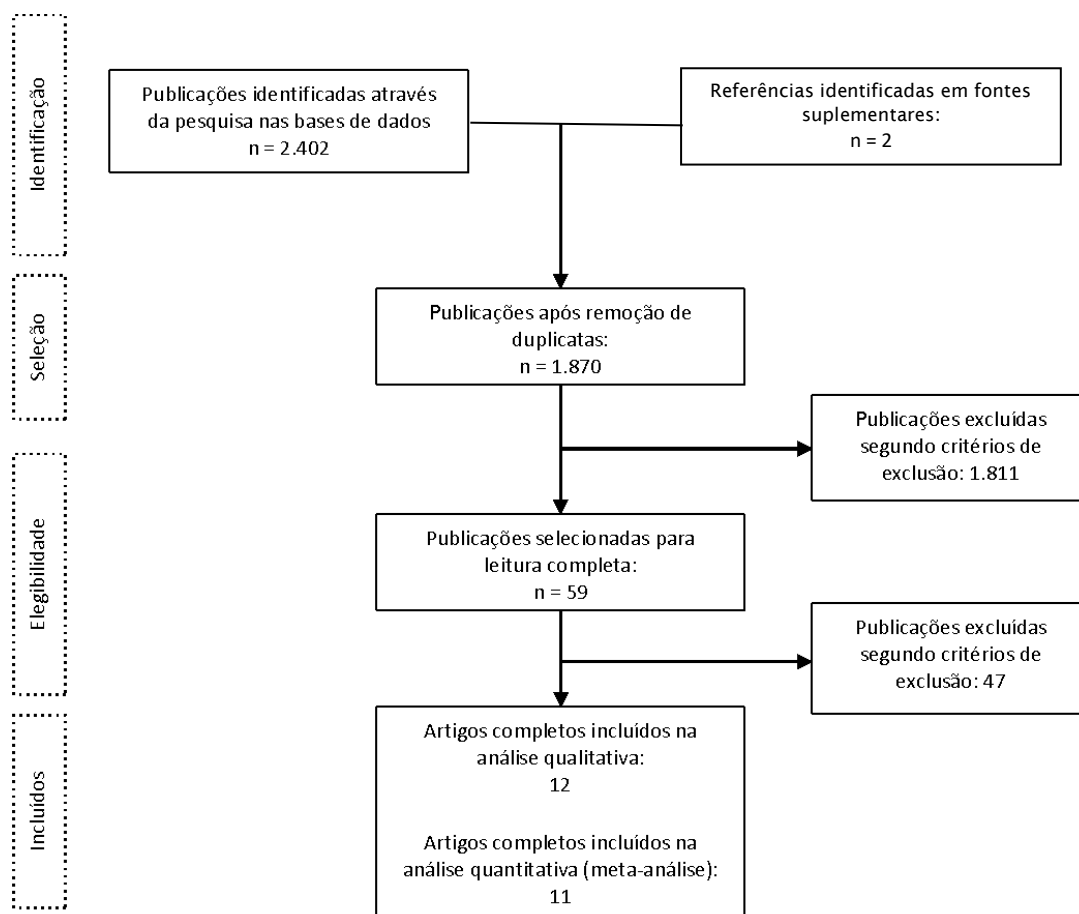 Identificação
Publicações identificadas através
da pesquisa nas bases de dados
n = 2.402
Referências identificadas em fontes
suplementares:
n = 2
Seleção
Publicações após remoção de
duplicatas:
n = 1.870
Publicações excluídas
segundo critérios de
exclusão: 1.811
Elegibilidade
Publicações selecionadas para
leitura completa:
n = 59
Publicações excluídas
segundo critérios de
exclusão: 47
Incluídos
Artigos completos incluídos na
análise qualitativa:
12
Artigos completos incluídos na
análise quantitativa (meta-análise):
11